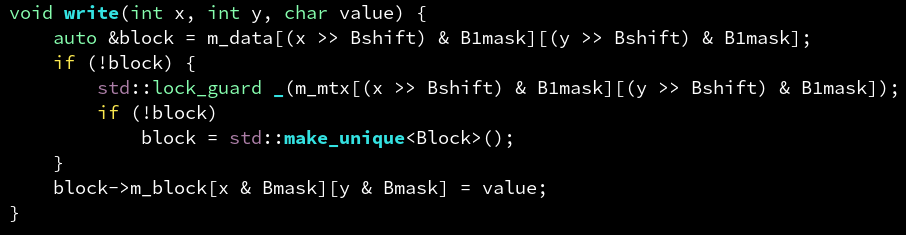 void write(int x, int y, char value) {
    auto &block = m_data[(x >> Bshift) & B1mask][(y >> Bshift) & B1mask];
    if (!block) {
        std::lock_guard _(m_mtx[(x >> Bshift) & B1mask][(y >> Bshift) & B1mask]);
        if (!block)
            block = std::make_unique<Block>();
    }
    block->m_block[x & Bmask][y & Bmask] = value;
}